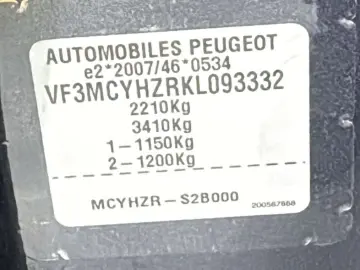 AUTOMOBILES PEUGEOT
e2*2007/46*0534
VF3MCYHZRKL093332
2210Kg
3410Kg
1-1150Kg
2-1200Kg
MCYHZR-S2B000
200567868